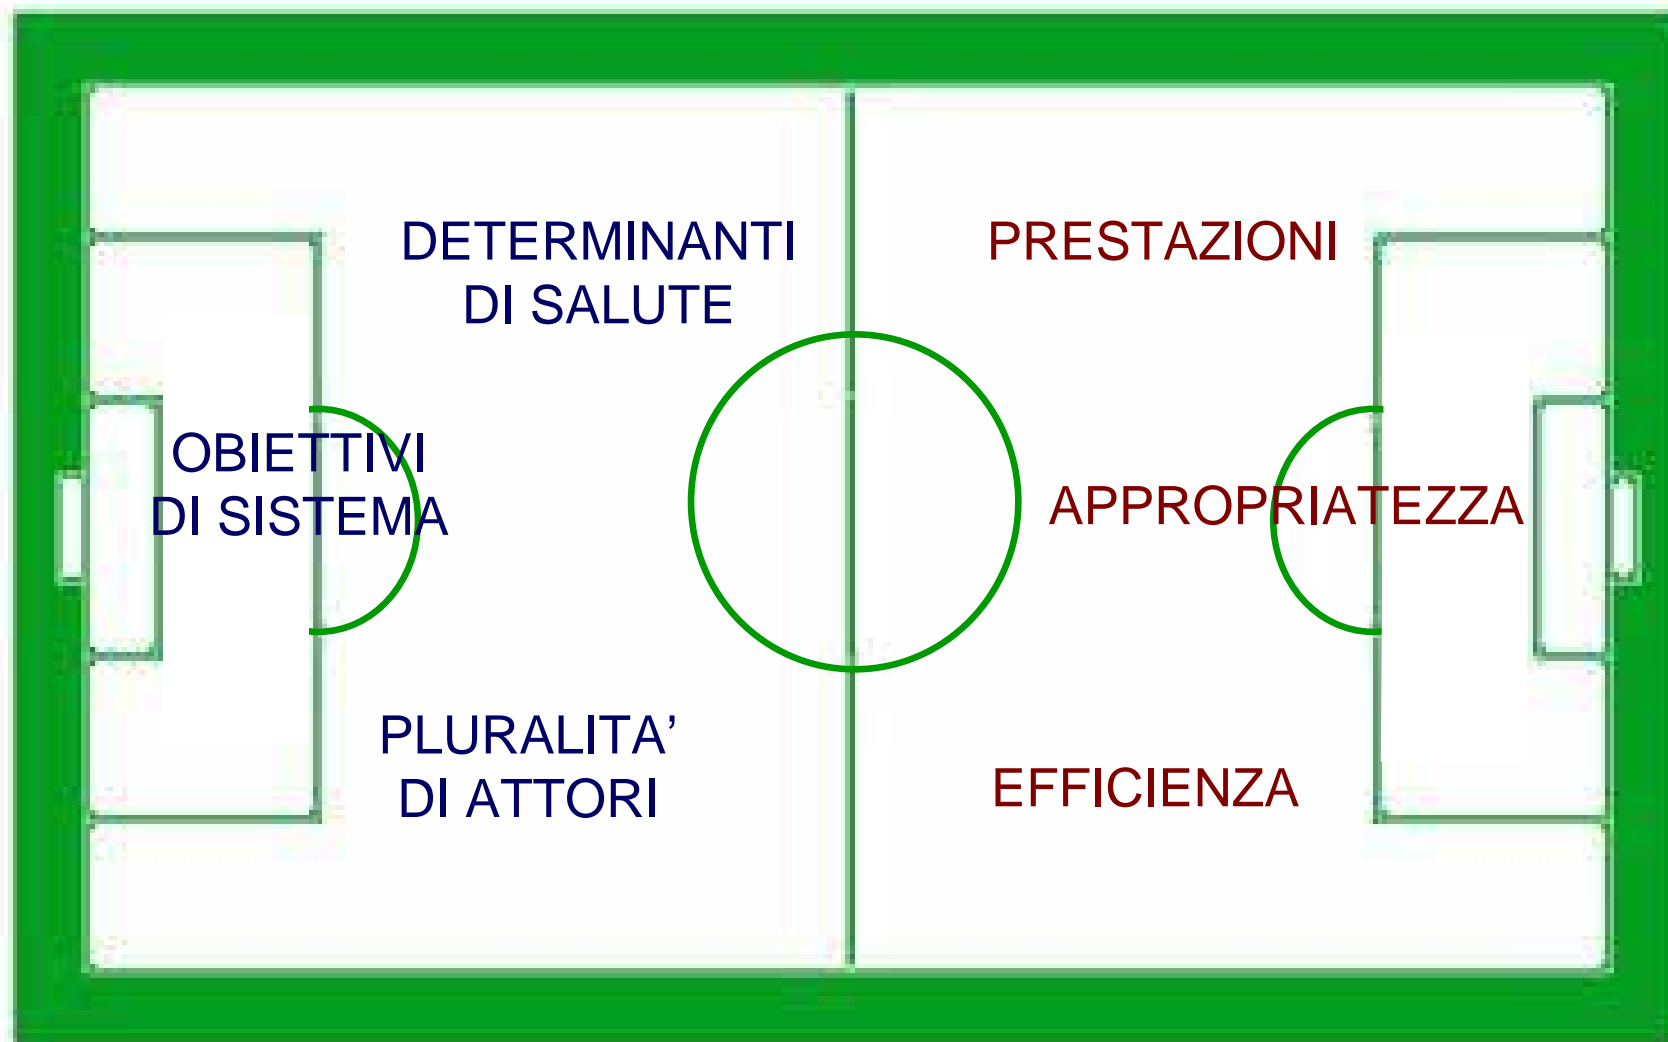 DETERMINANTI
DI SALUTE
OBIETTIVI
DI SISTEMA
PLURALITA’
DI ATTORI
PRESTAZIONI
APPROPRIATEZZA
EFFICIENZA